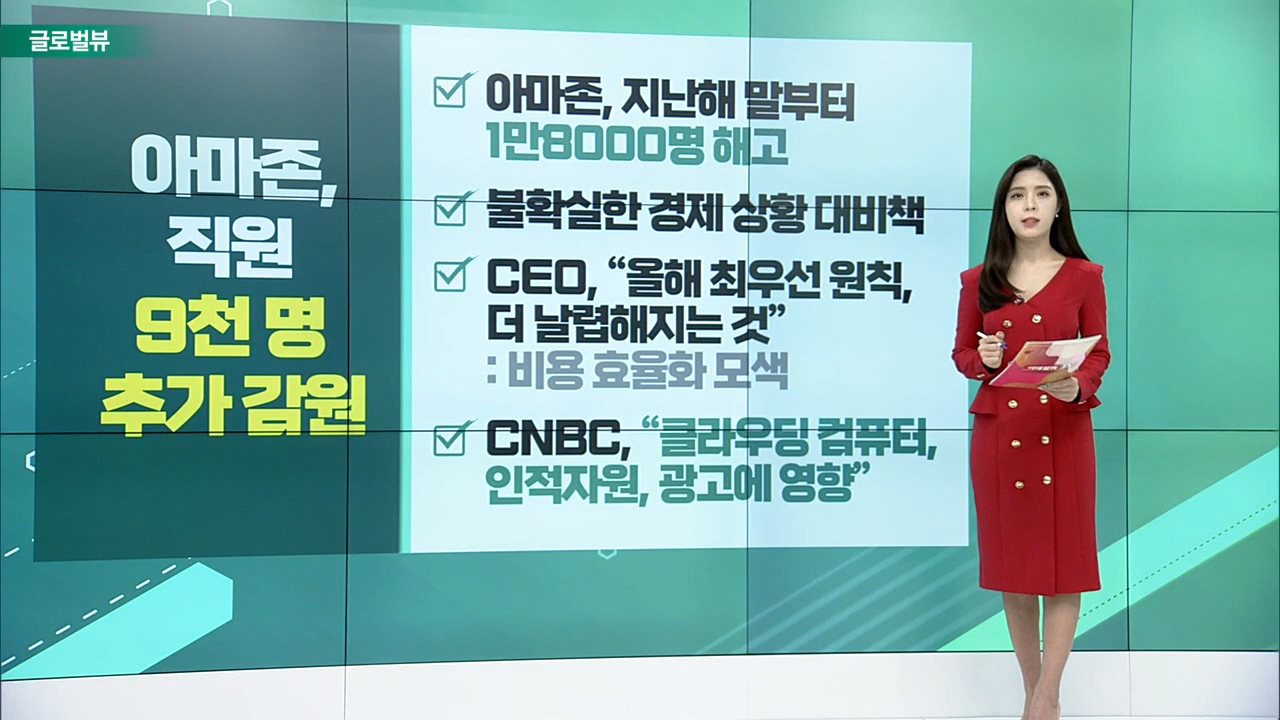 글로벌뷰
아마존,
직원
9천 명
추가 감원
아마존, 지난해 말부터
1만8000명 해고
불확실한 경제 상황 대비책
CEO, “올해 최우선 원칙,
더 날렵해지는 것”
: 비용 효율화 모색
CNBC, “클라우딩 컴퓨터,
인적자원, 광고에 영향”